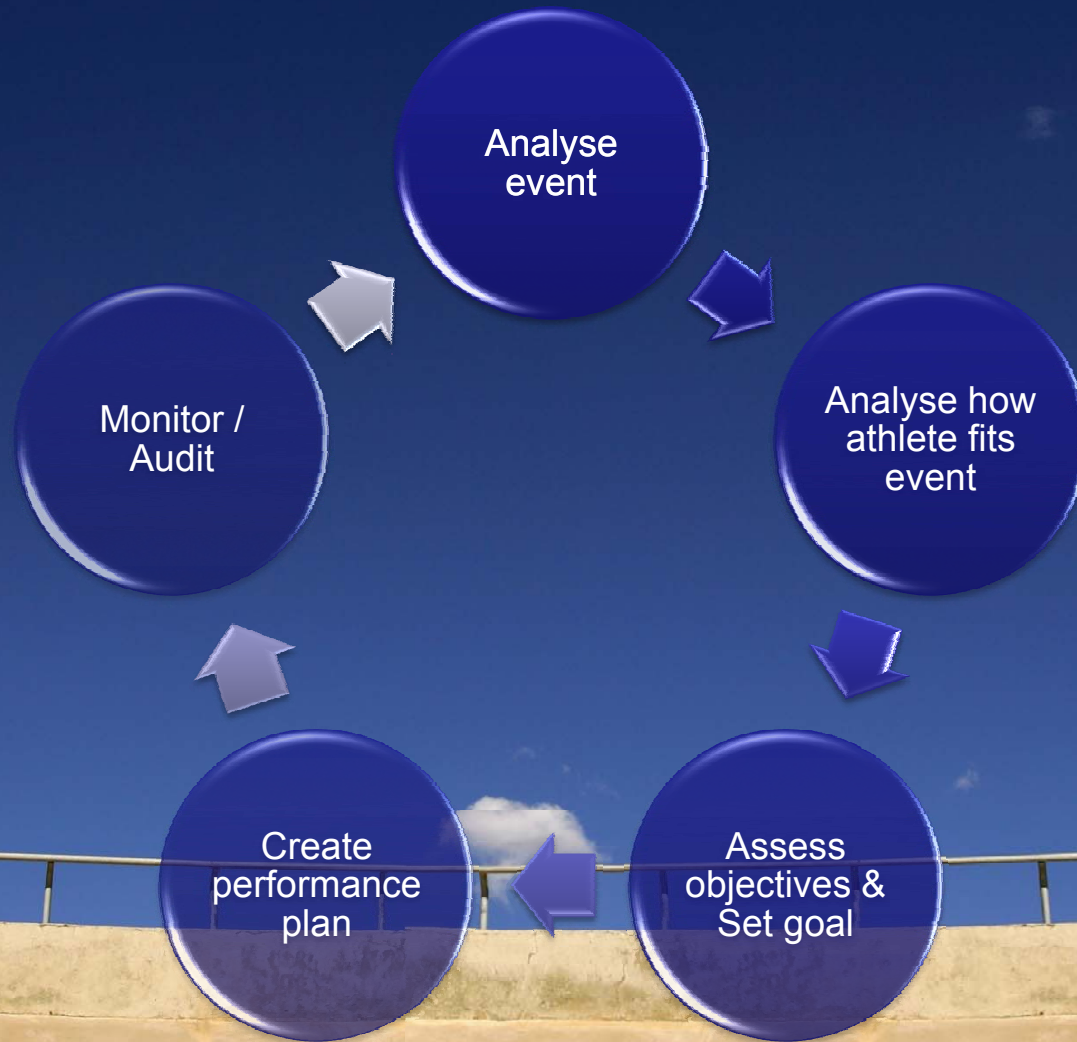 Analyse
event
Analyse how
athlete fits
event
Assess
objectives &
Set goal
Create
performance
plan
Monitor /
Audit